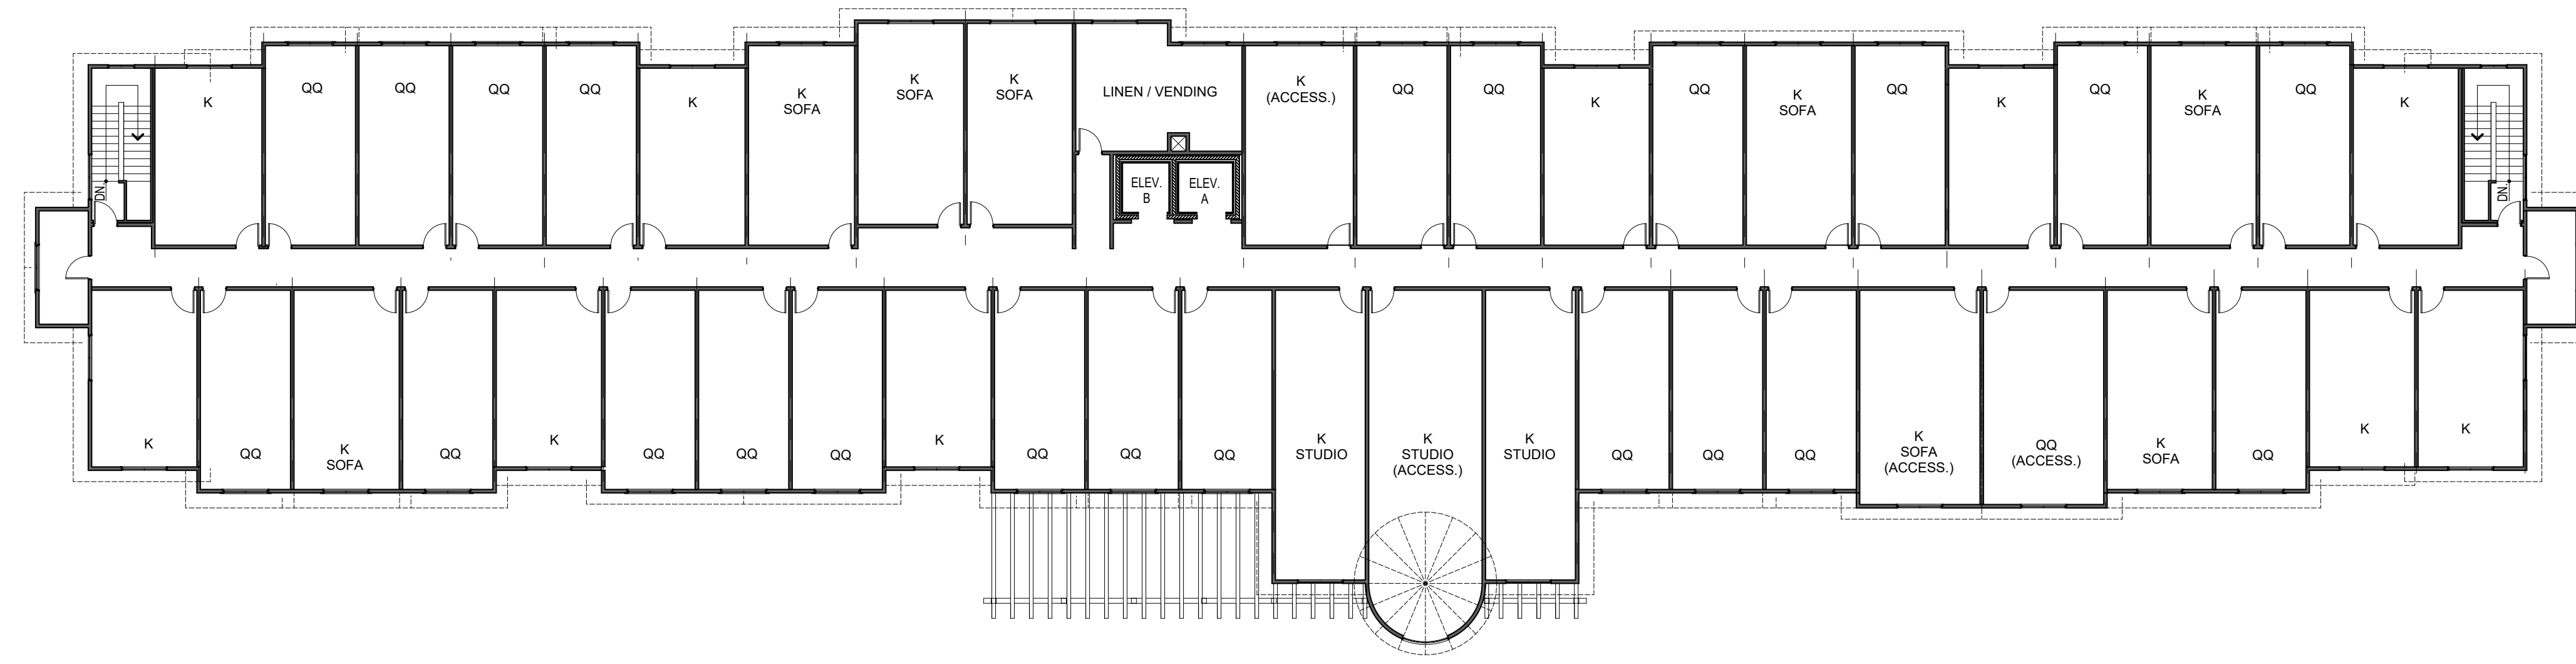 K
QQ
QQ
QQ
QQ
K
K
SOFA
K
SOFA
K
SOFA
LINEN / VENDING
K
(ACCESS.)
QQ
QQ
K
QQ
K
SOFA
QQ
K
QQ
K
SOFA
QQ
K
DN.
ELEV.
B
ELEV.
A
DN.
K
QQ
K
SOFA
QQ
K
QQ
QQ
QQ
K
QQ
QQ
QQ
K
STUDIO
K
STUDIO
(ACCESS.)
K
STUDIO
QQ
QQ
QQ
K
SOFA
(ACCESS.)
QQ
(ACCESS.)
K
SOFA
QQ
K
K